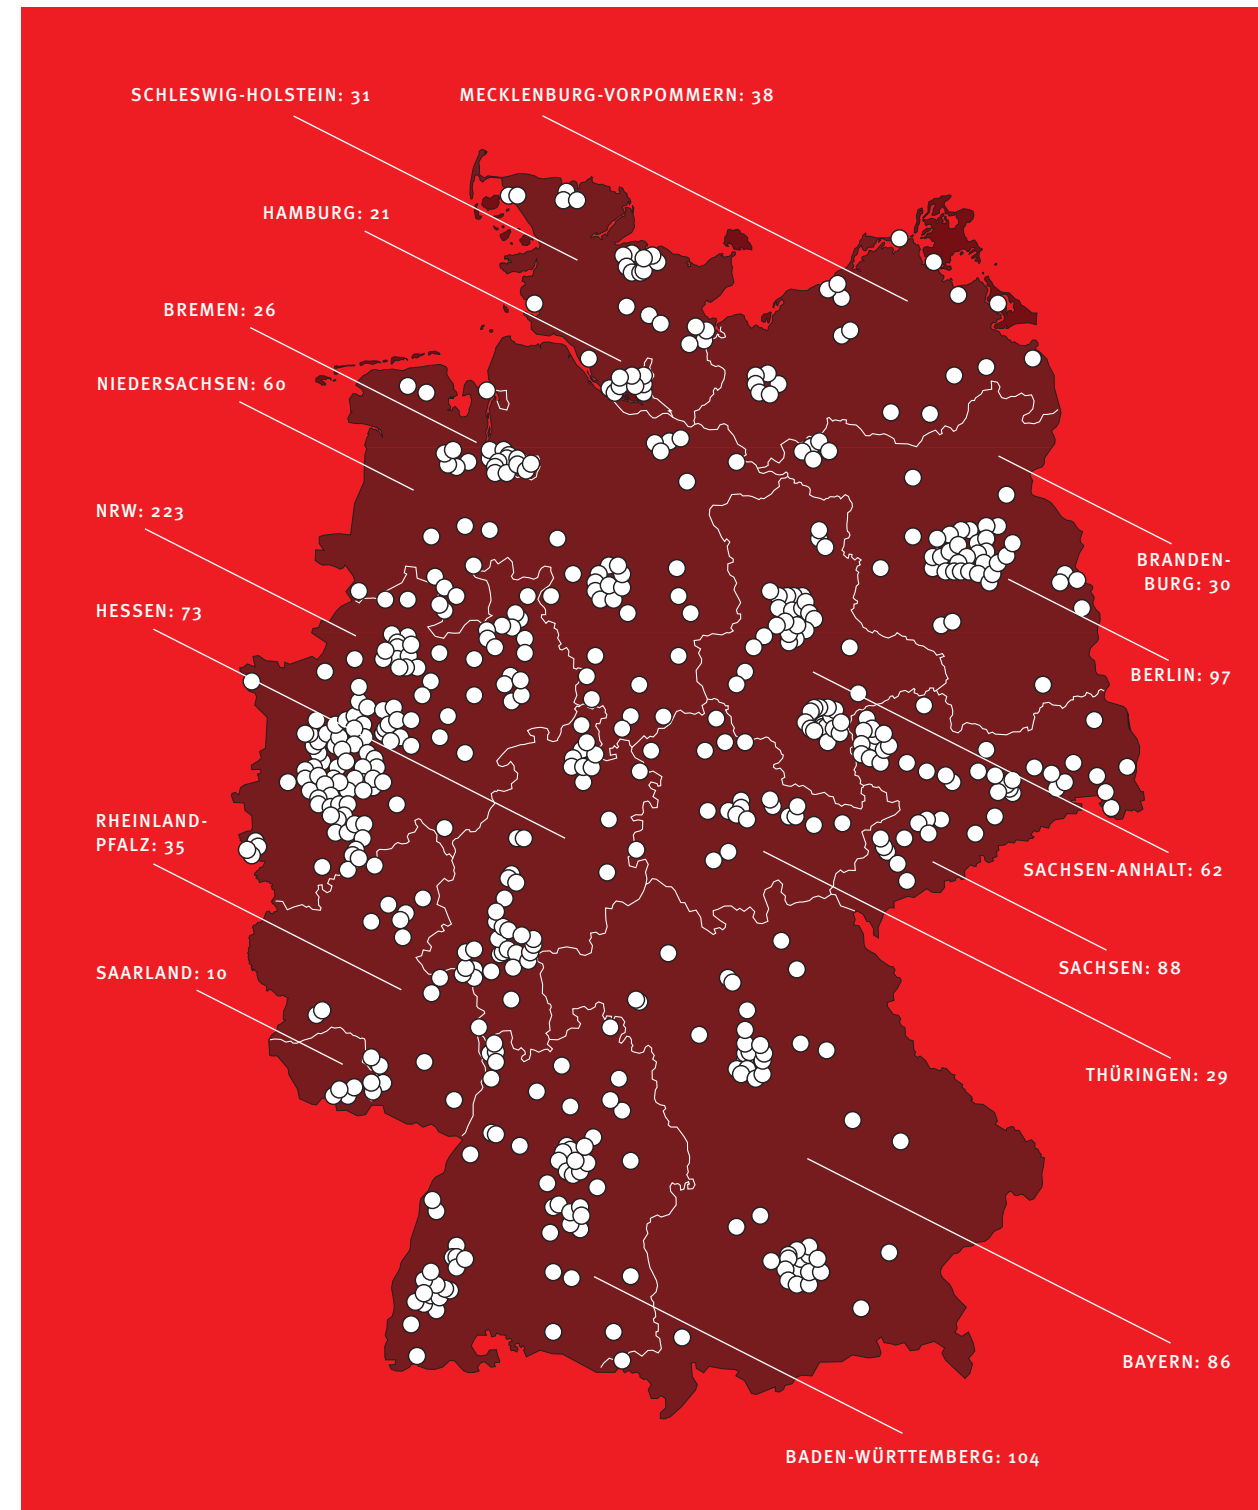 SCHLESWIG-HOLSTEIN: 31
MECKLENBURG-VORPOMMERN: 38
HAMBURG: 21
BREMEN: 26
NIEDERSACHSEN: 60
NRW: 223
BRANDEN-
BURG: 30
HESSEN: 73
BERLIN: 97
RHEINLAND-
PFALZ: 35
SACHSEN-ANHALT: 62
SAARLAND: 10
SACHSEN: 88
THÜRINGEN: 29
BAYERN: 86
BADEN-WÜRTTEMBERG: 104